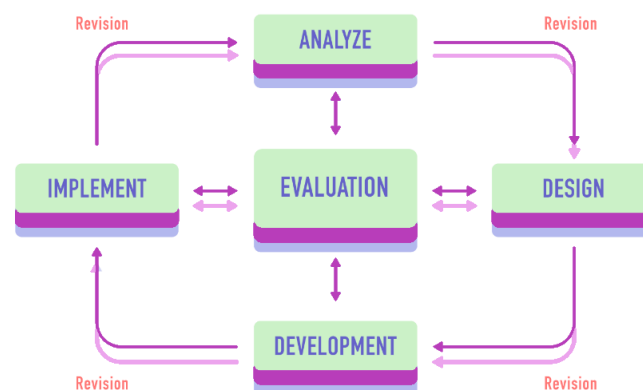 Revision
Revision
ANALYZE
IMPLEMENT
EVALUATION
DESIGN
DEVELOPMENT
Revision
Revision